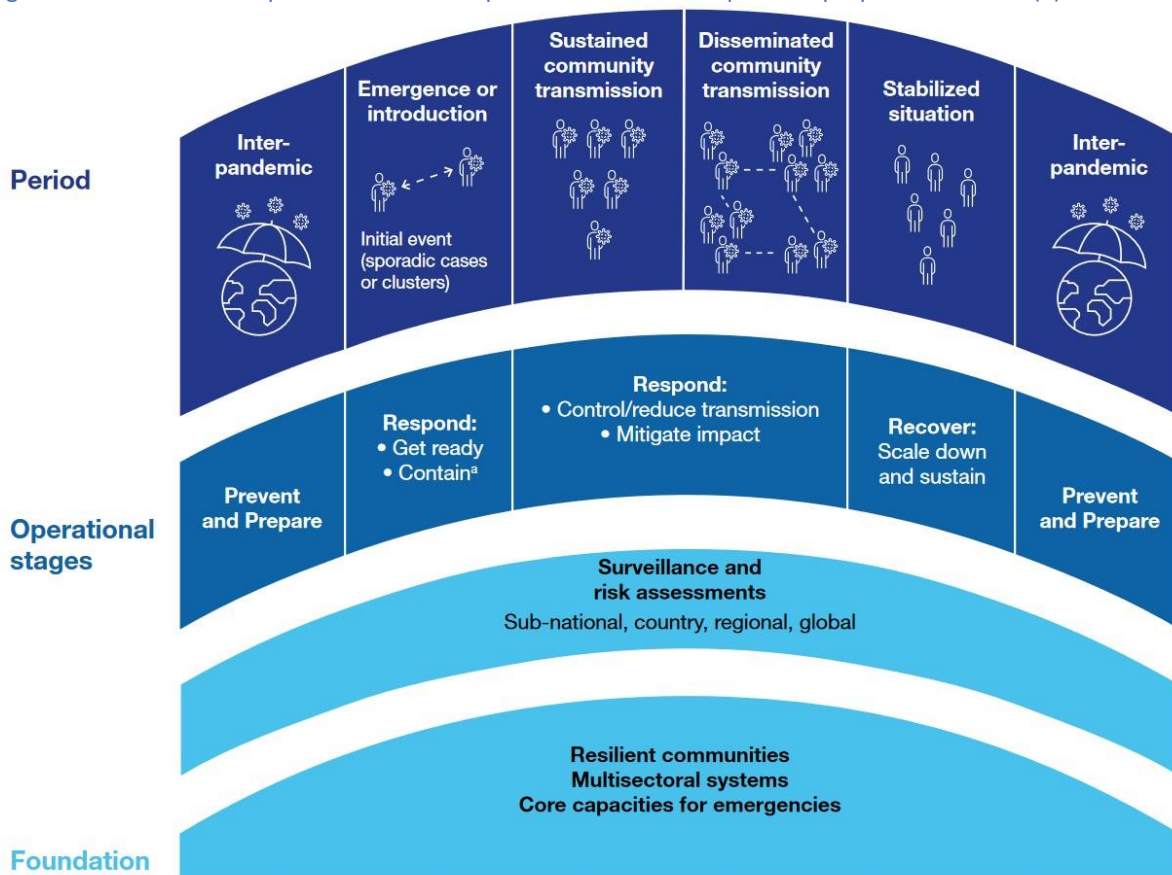 Period
Inter-
pandemic
Emergence or
introduction
Initial event
(sporadic cases
or clusters)
Sustained
community
transmission
Disseminated
community
transmission
Stabilized
situation
Inter-
pandemic
Operational
stages
Prevent
and Prepare
Respond:
• Get ready
• Containᵃ
Respond:
• Control/reduce transmission
• Mitigate impact
Recover:
Scale down
and sustain
Prevent
and Prepare
Surveillance and
risk assessments
Sub-national, country, regional, global
Resilient communities
Multisectoral systems
Core capacities for emergencies
Foundation